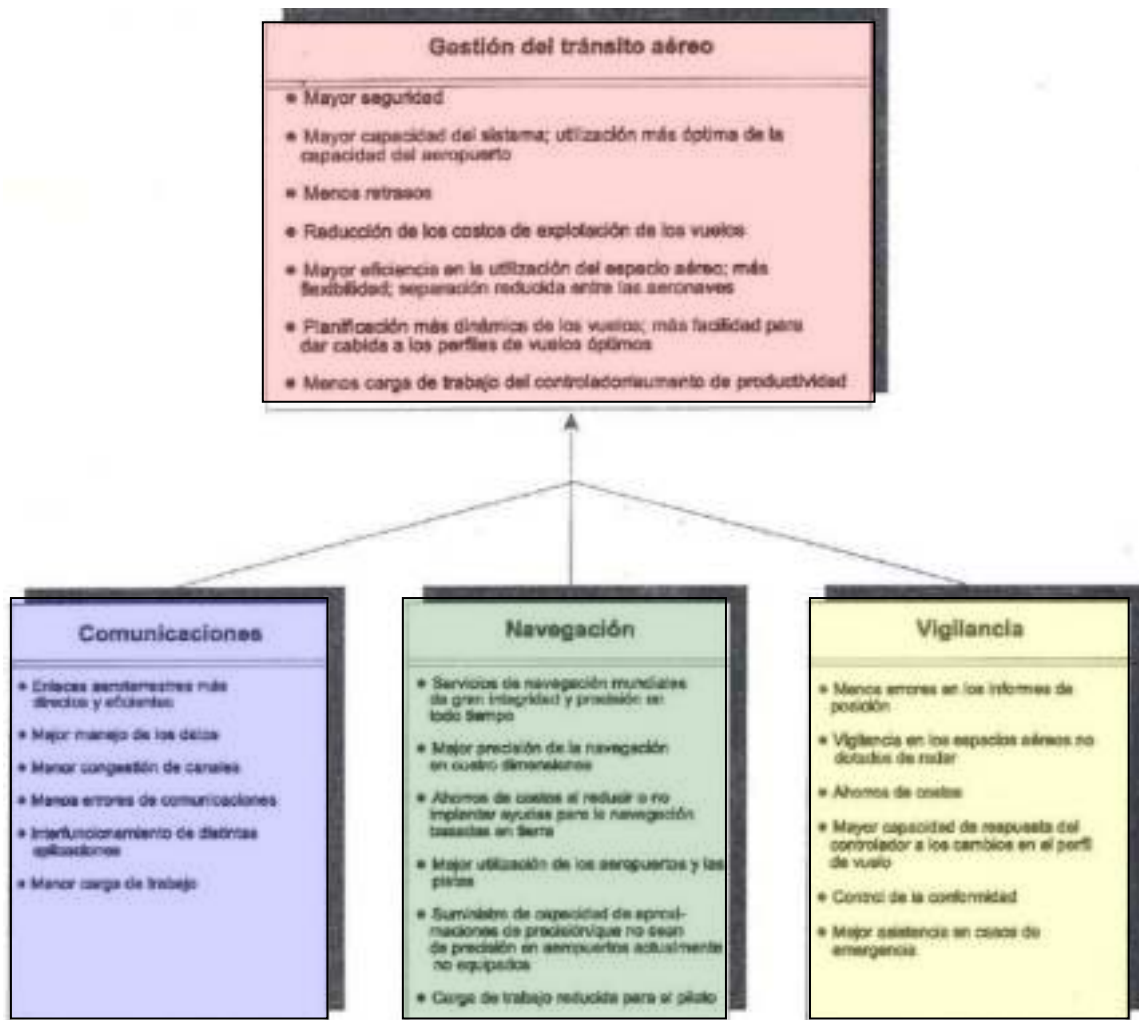 Gestión del tránsito aéreo
• Mayor seguridad
• Mayor capacidad del sistema; utilización más óptima de la
capacidad del aeropuerto
• Menos retrasos
• Reducción de los costos de explotación de los vuelos
• Mayor eficiencia en la utilización del espacio aéreo; más
flexibilidad; separación reducida entre las aeronaves
• Planificación más dinámica de los vuelos; más facilidad para
dar cabida a los perfiles de vuelos óptimos
• Menos carga de trabajo del controlador/aumento de productividad
Comunicaciones
• Enlaces aeroterrestres más
directos y eficientes
• Mejor manejo de los datos
• Menor congestión de canales
• Menos errores de comunicaciones
• Interfuncionamiento de distintas
aplicaciones
• Menor carga de trabajo
Navegación
• Servicios de navegación mundiales
de gran integridad y precisión en
todo tiempo
• Mejor precisión de la navegación
en cuatro dimensiones
• Ahorros de costos al reducir o no
implantar ayudas para la navegación
basadas en tierra
• Mejor utilización de los aeropuertos y las
pistas
• Suministro de capacidad de aproxi-
maciones de precisión/que no sean
de precisión en aeropuertos actualmente
no equipados
• Carga de trabajo reducida para el piloto
Vigilancia
• Menos errores en los informes de
posición
• Vigilancia en los espacios aéreos no
dotados de radar
• Ahorros de costos
• Mayor capacidad de respuesta del
controlador a los cambios en el perfil
de vuelo
• Control de la conformidad
• Mejor asistencia en casos de
emergencia